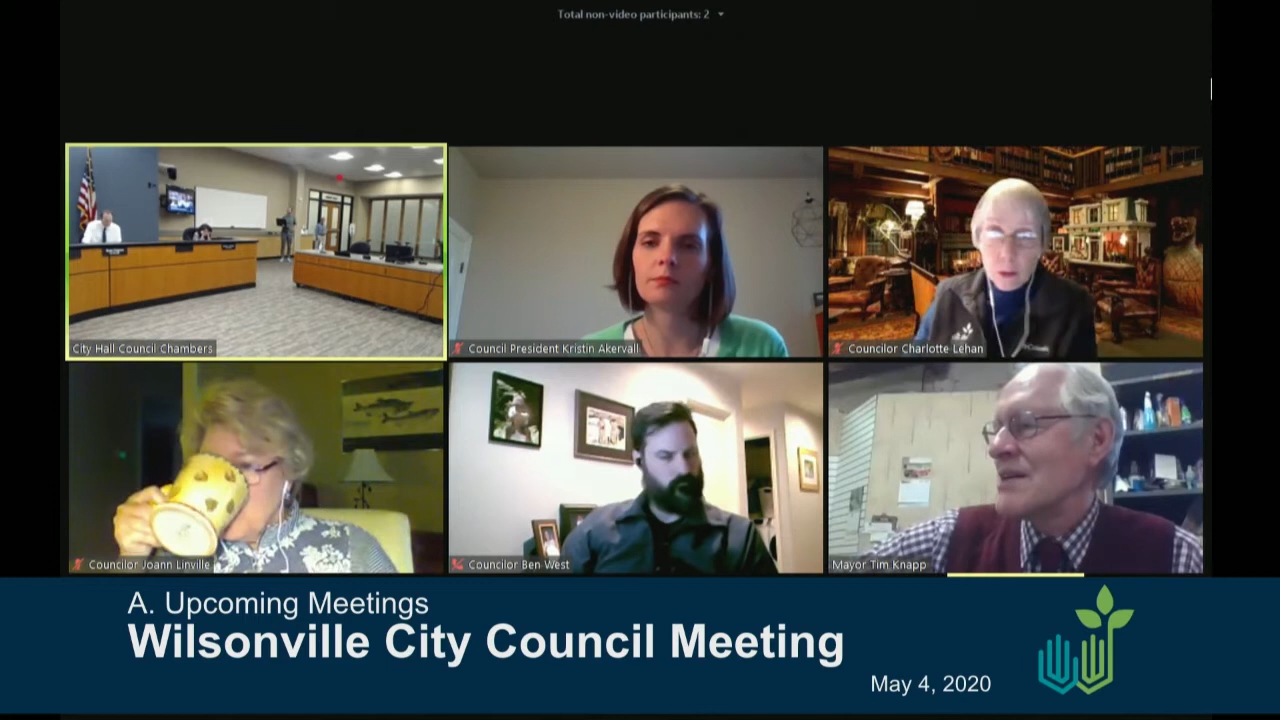 Total non-video participants: 2
City Hall Council Chambers
Council President Kristin Akervall
Councilor Charlotte Lehan
Councilor Joann Linville
Councilor Ben West
Mayor Tim Knapp
A. Upcoming Meetings
Wilsonville City Council Meeting
May 4, 2020